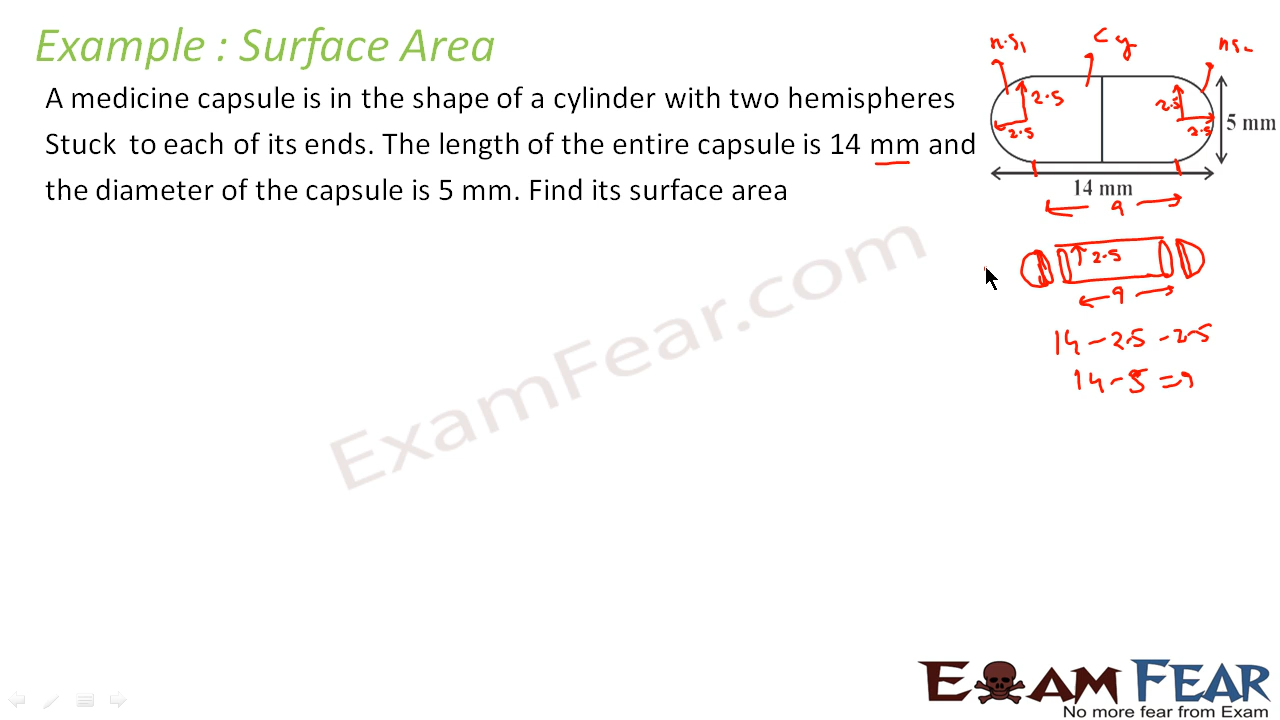 Example : Surface Area
A medicine capsule is in the shape of a cylinder with two hemispheres
Stuck to each of its ends. The length of the entire capsule is 14 mm and
the diameter of the capsule is 5 mm. Find its surface area
Cy
2.5
2.5
2.5
2.5
5 mm
14 mm
9
2.5
9
14 - 2.5 - 2.5
14 - 5 = 9
ExamFear.com
EXAM FEAR
No more fear from Exam